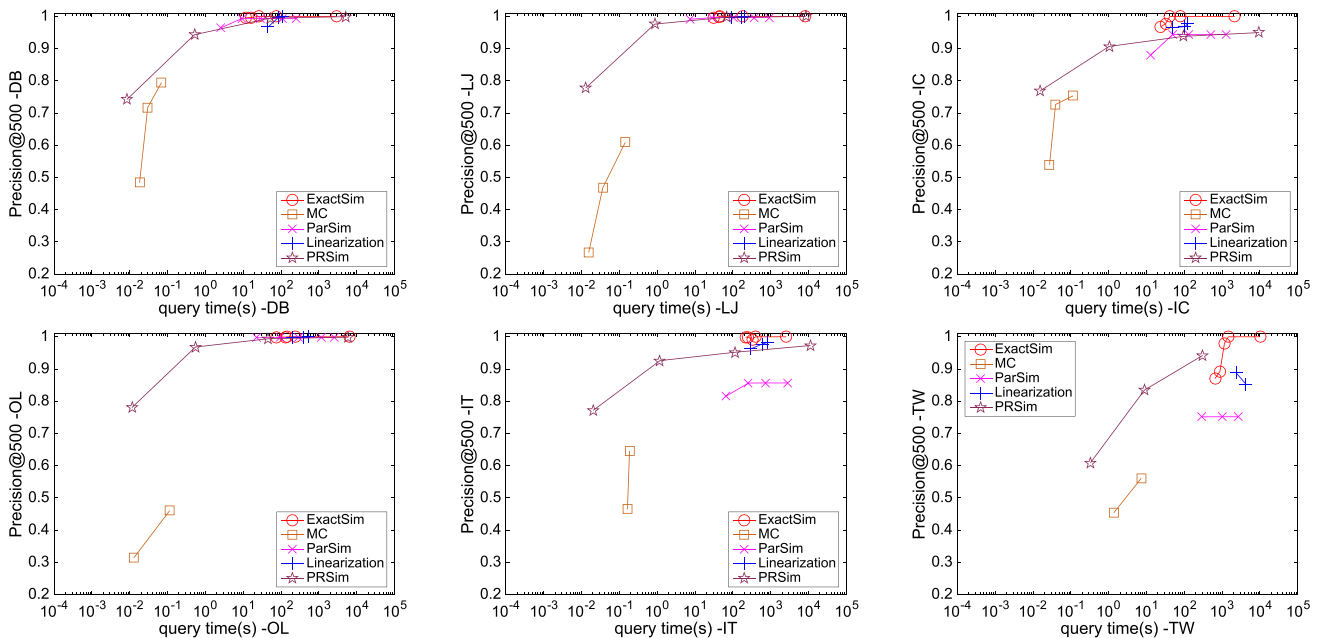 Precision@500 -DB
1
0.9
0.8
0.7
0.6
0.5
0.4
0.3
0.2
10^-4 10^-3 10^-2 10^-1 10^0 10^1 10^2 10^3 10^4 10^5
query time(s) -DB
ExactSim
MC
ParSim
Linearization
PRSim
Precision@500 -LJ
1
0.9
0.8
0.7
0.6
0.5
0.4
0.3
0.2
10^-4 10^-3 10^-2 10^-1 10^0 10^1 10^2 10^3 10^4 10^5
query time(s) -LJ
ExactSim
MC
ParSim
Linearization
PRSim
Precision@500 -IC
1
0.9
0.8
0.7
0.6
0.5
0.4
0.3
0.2
10^-4 10^-3 10^-2 10^-1 10^0 10^1 10^2 10^3 10^4 10^5
query time(s) -IC
ExactSim
MC
ParSim
Linearization
PRSim
Precision@500 -OL
1
0.9
0.8
0.7
0.6
0.5
0.4
0.3
0.2
10^-4 10^-3 10^-2 10^-1 10^0 10^1 10^2 10^3 10^4 10^5
query time(s) -OL
ExactSim
MC
ParSim
Linearization
PRSim
Precision@500 -IT
1
0.9
0.8
0.7
0.6
0.5
0.4
0.3
0.2
10^-4 10^-3 10^-2 10^-1 10^0 10^1 10^2 10^3 10^4 10^5
query time(s) -IT
ExactSim
MC
ParSim
Linearization
PRSim
Precision@500 -TW
1
0.9
0.8
0.7
0.6
0.5
0.4
0.3
0.2
10^-4 10^-3 10^-2 10^-1 10^0 10^1 10^2 10^3 10^4 10^5
query time(s) -TW
ExactSim
MC
ParSim
Linearization
PRSim